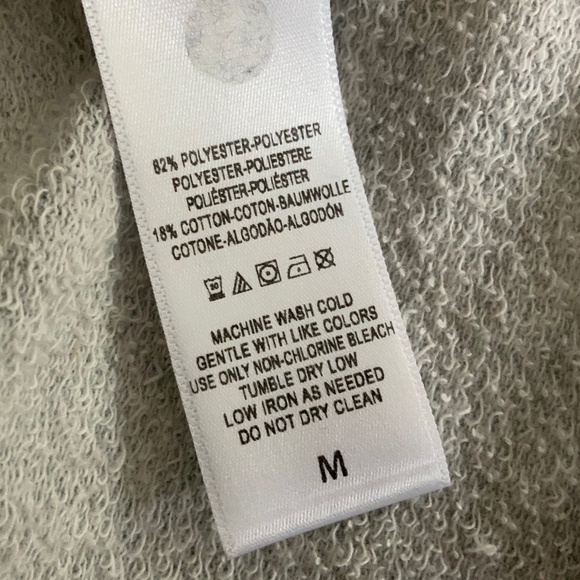 82% POLYESTER-POLYESTER
POLYESTER-POLIESTERE
POLIÉSTER-POLIÉSTER
18% COTTON-COTON-BAUMWOLLE
COTONE-ALGODÃO-ALGODÓN
30
MACHINE WASH COLD
GENTLE WITH LIKE COLORS
USE ONLY NON-CHLORINE BLEACH
TUMBLE DRY LOW
LOW IRON AS NEEDED
DO NOT DRY CLEAN
M